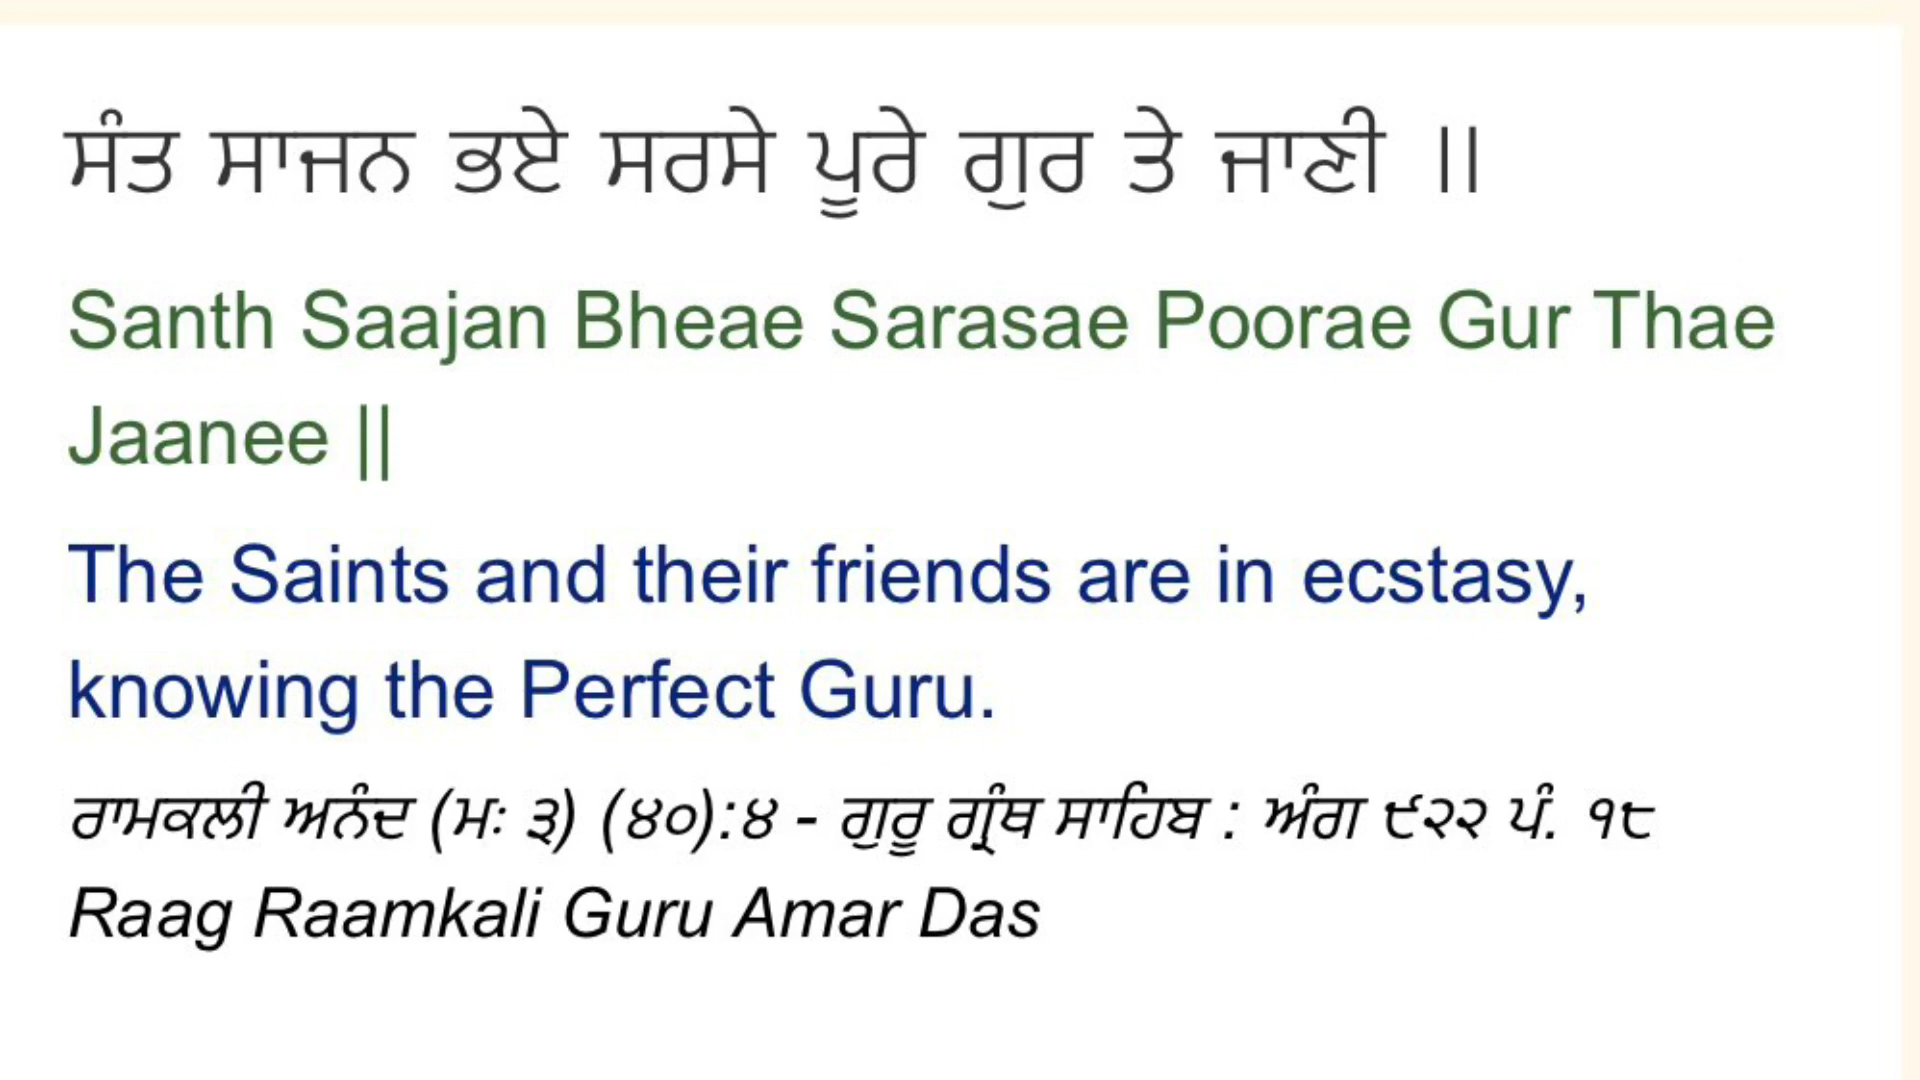 ਸੰਤ ਸਾਜਨ ਭਏ ਸਰਸੇ ਪੂਰੇ ਗੁਰ ਤੇ ਜਾਣੀ ॥
Santh Saajan Bheae Sarasae Poorae Gur Thae
Jaanee ||
The Saints and their friends are in ecstasy,
knowing the Perfect Guru.
ਰਾਮਕਲੀ ਅਨੰਦ (ਮਃ ੩) (੪੦):੪ - ਗੁਰੂ ਗ੍ਰੰਥ ਸਾਹਿਬ : ਅੰਗ ੯੨੨ ਪੰ. ੧੮
Raag Raamkali Guru Amar Das